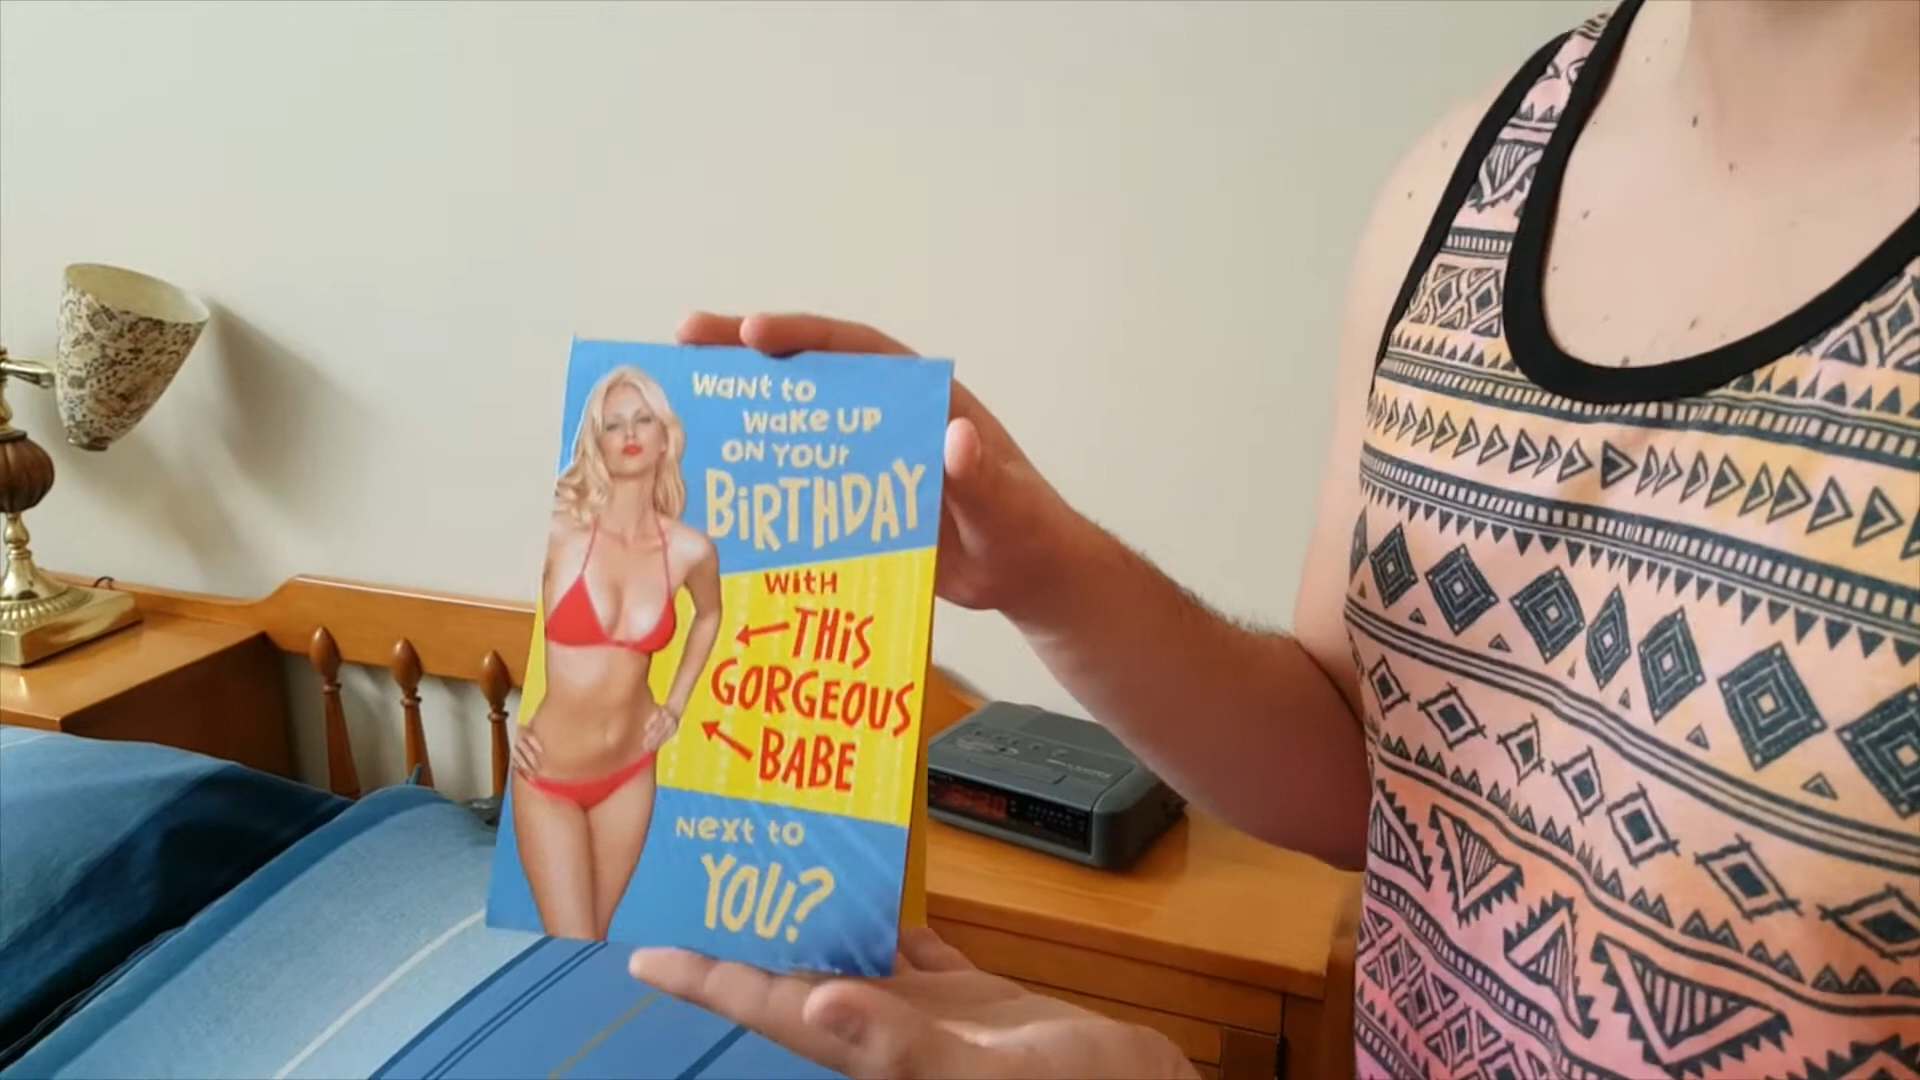 WaNt to
WaKe UP
ON YOUr
BiRTHDAY
WitH
THiS
GORGEOUS
BABE
Next to
YOU?